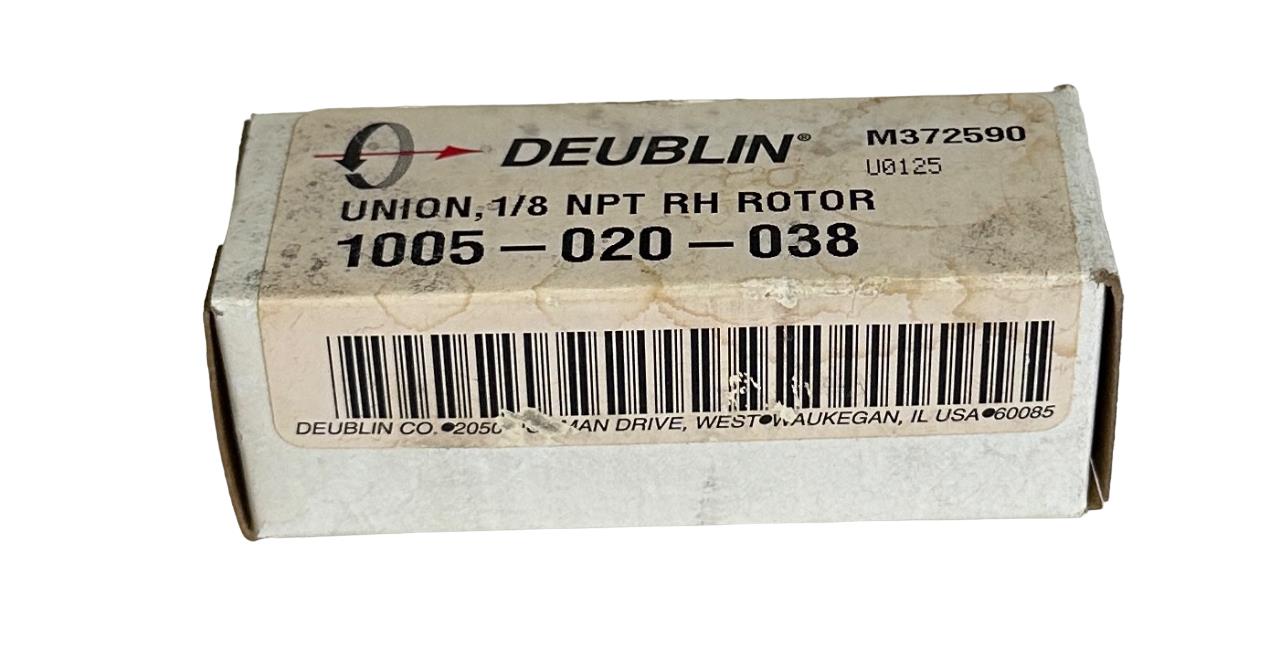 DEUBLIN®
M372590
U0125
UNION, 1/8 NPT RH ROTOR
1005-020-038
DEUBLIN CO.•2050 DRIVE, WEST•WAUKEGAN, IL USA•60085